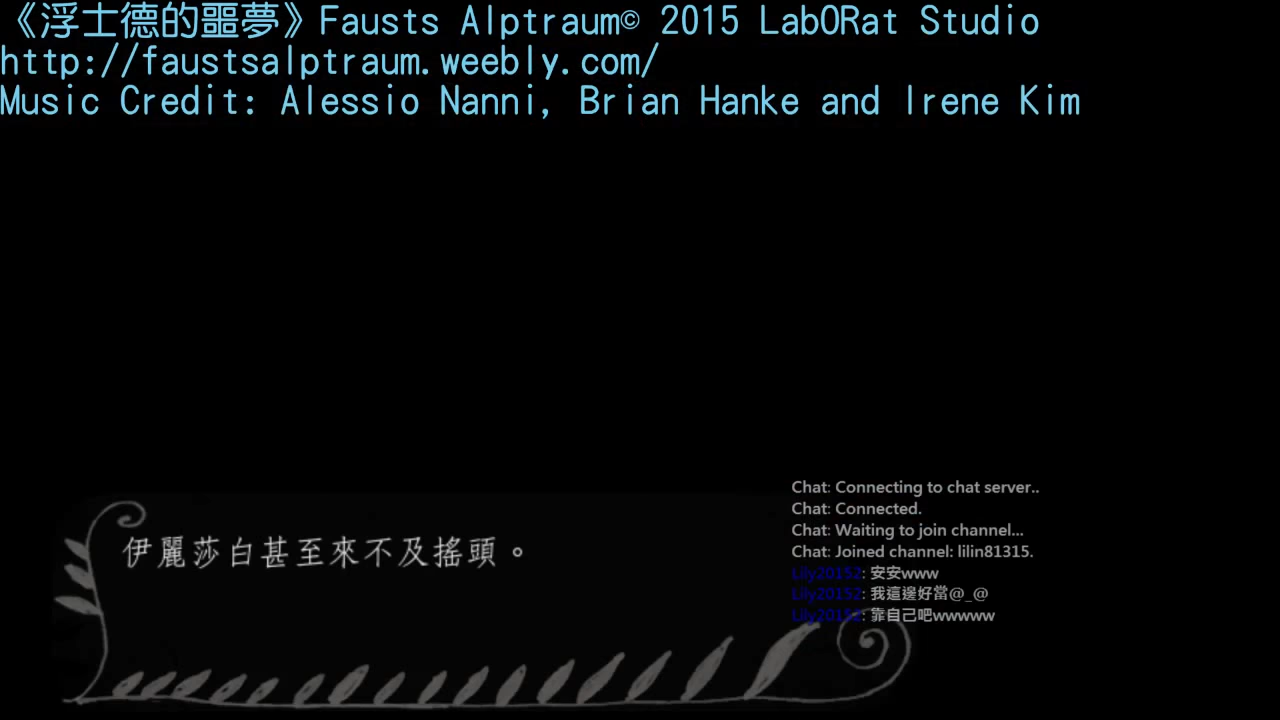 《浮士德的噩夢》Fausts Alptraum© 2015 LabORat Studio
http://faustsalptraum.weebly.com/
Music Credit: Alessio Nanni, Brian Hanke and Irene Kim
Chat: Connecting to chat server..
Chat: Connected.
Chat: Waiting to join channel...
Chat: Joined channel: lilin81315.
Lily20152: 安安www
Lily20152: 我這邊好當@_@
Lily20152: 靠自己吧wwwww
伊麗莎白甚至來不及搖頭。